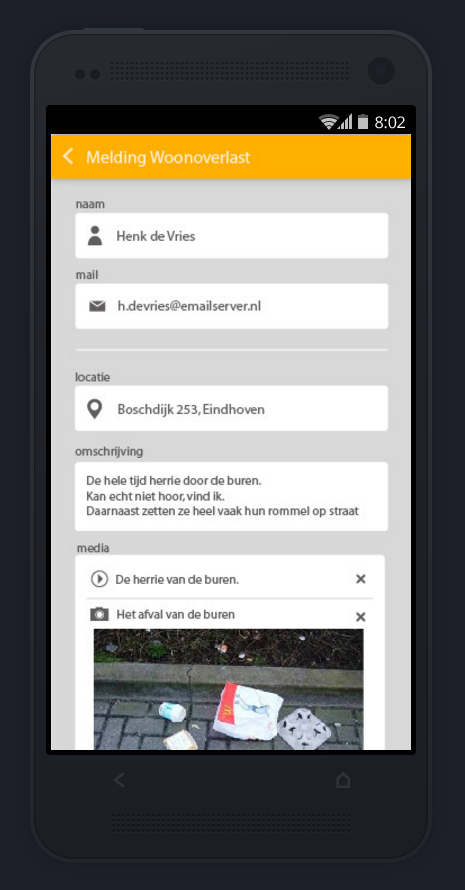 8:02
Melding Woonoverlast
naam
Henk de Vries
mail
h.devries@emailserver.nl
locatie
Boschdijk 253, Eindhoven
omschrijving
De hele tijd herrie door de buren.
Kan echt niet hoor, vind ik.
Daarnaast zetten ze heel vaak hun rommel op straat
media
De herrie van de buren.
Het afval van de buren